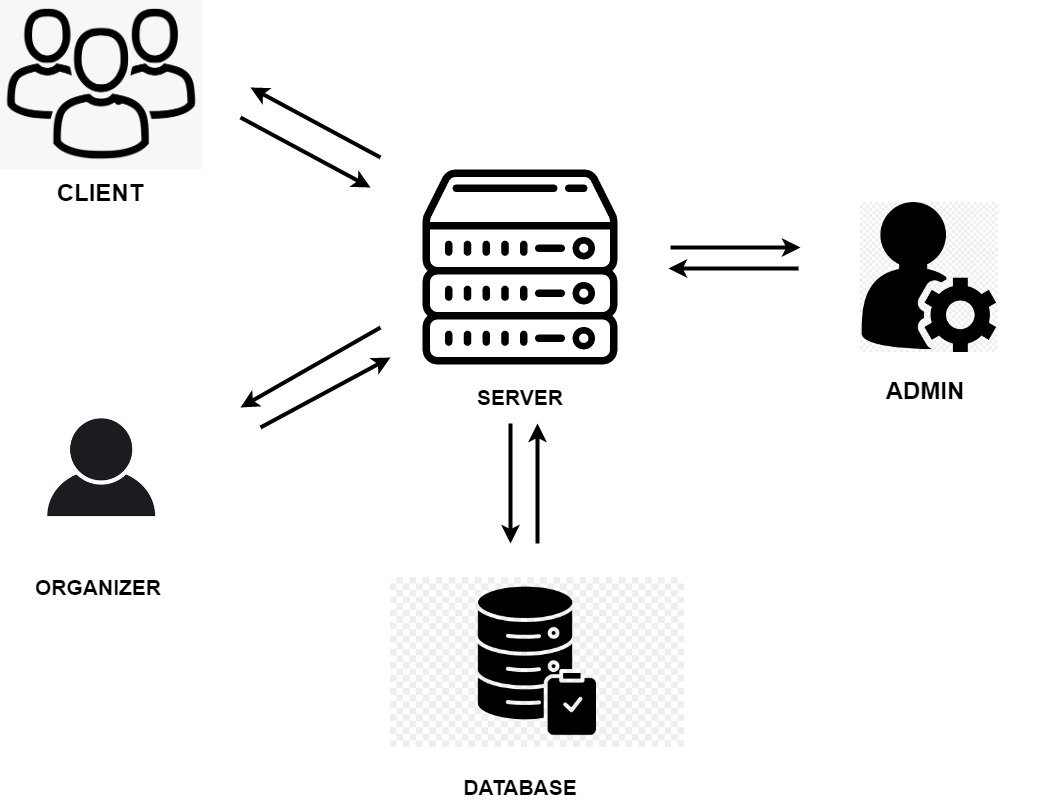 CLIENT
SERVER
ADMIN
ORGANIZER
DATABASE